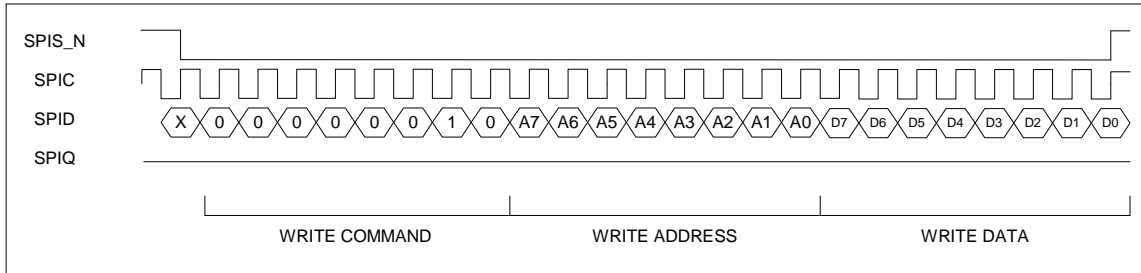 SPIS_N
SPIC
SPID X 0 0 0 0 0 0 1 0 A7 A6 A5 A4 A3 A2 A1 A0 D7 D6 D5 D4 D3 D2 D1 D0
SPIQ
WRITE COMMAND WRITE ADDRESS WRITE DATA